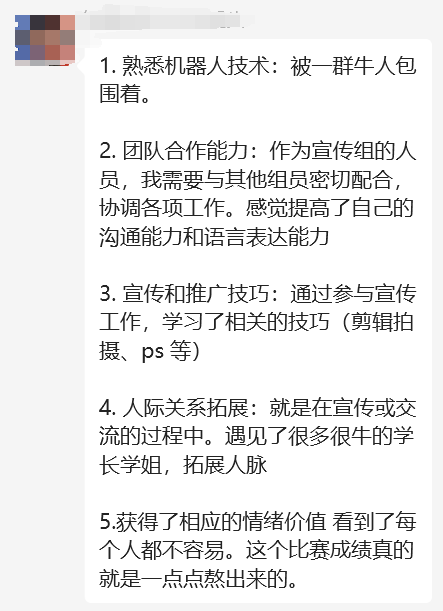 1. 熟悉机器人技术：被一群牛人包
围着。
2. 团队合作能力：作为宣传组的人
员，我需要与其他组员密切配合，
协调各项工作。感觉提高了自己的
沟通能力和语言表达能力
3. 宣传和推广技巧：通过参与宣传
工作，学习了相关的技巧（剪辑拍
摄、ps 等）
4. 人际关系拓展：就是在宣传或交
流的过程中。遇见了很多很牛的学
长学姐，拓展人脉
5.获得了相应的情绪价值 看到了每
个人都不容易。这个比赛成绩真的
就是一点点熬出来的。